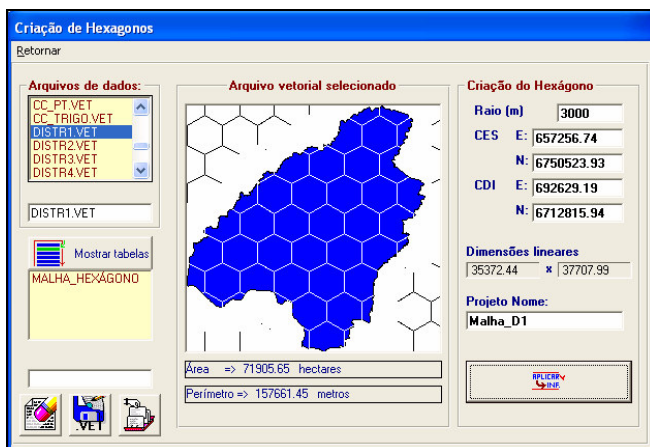 Criação de Hexagonos
Retornar
Arquivos de dados:
CC_PT.VET
CC_TRIGO.VET
DISTR1.VET
DISTR2.VET
DISTR3.VET
DISTR4.VET
DISTR1.VET
Mostrar tabelas
MALHA_HEXÁGONO
.VET
Arquivo vetorial selecionado
Área => 71905.65 hectares
Perímetro => 157661.45 metros
Criação do Hexágono
Raio (m) 3000
CES E: 657256.74
N: 6750523.93
CDI E: 692629.19
N: 6712815.94
Dimensões lineares
35372.44 x 37707.99
Projeto Nome:
Malha_D1
APLICAR
INF.